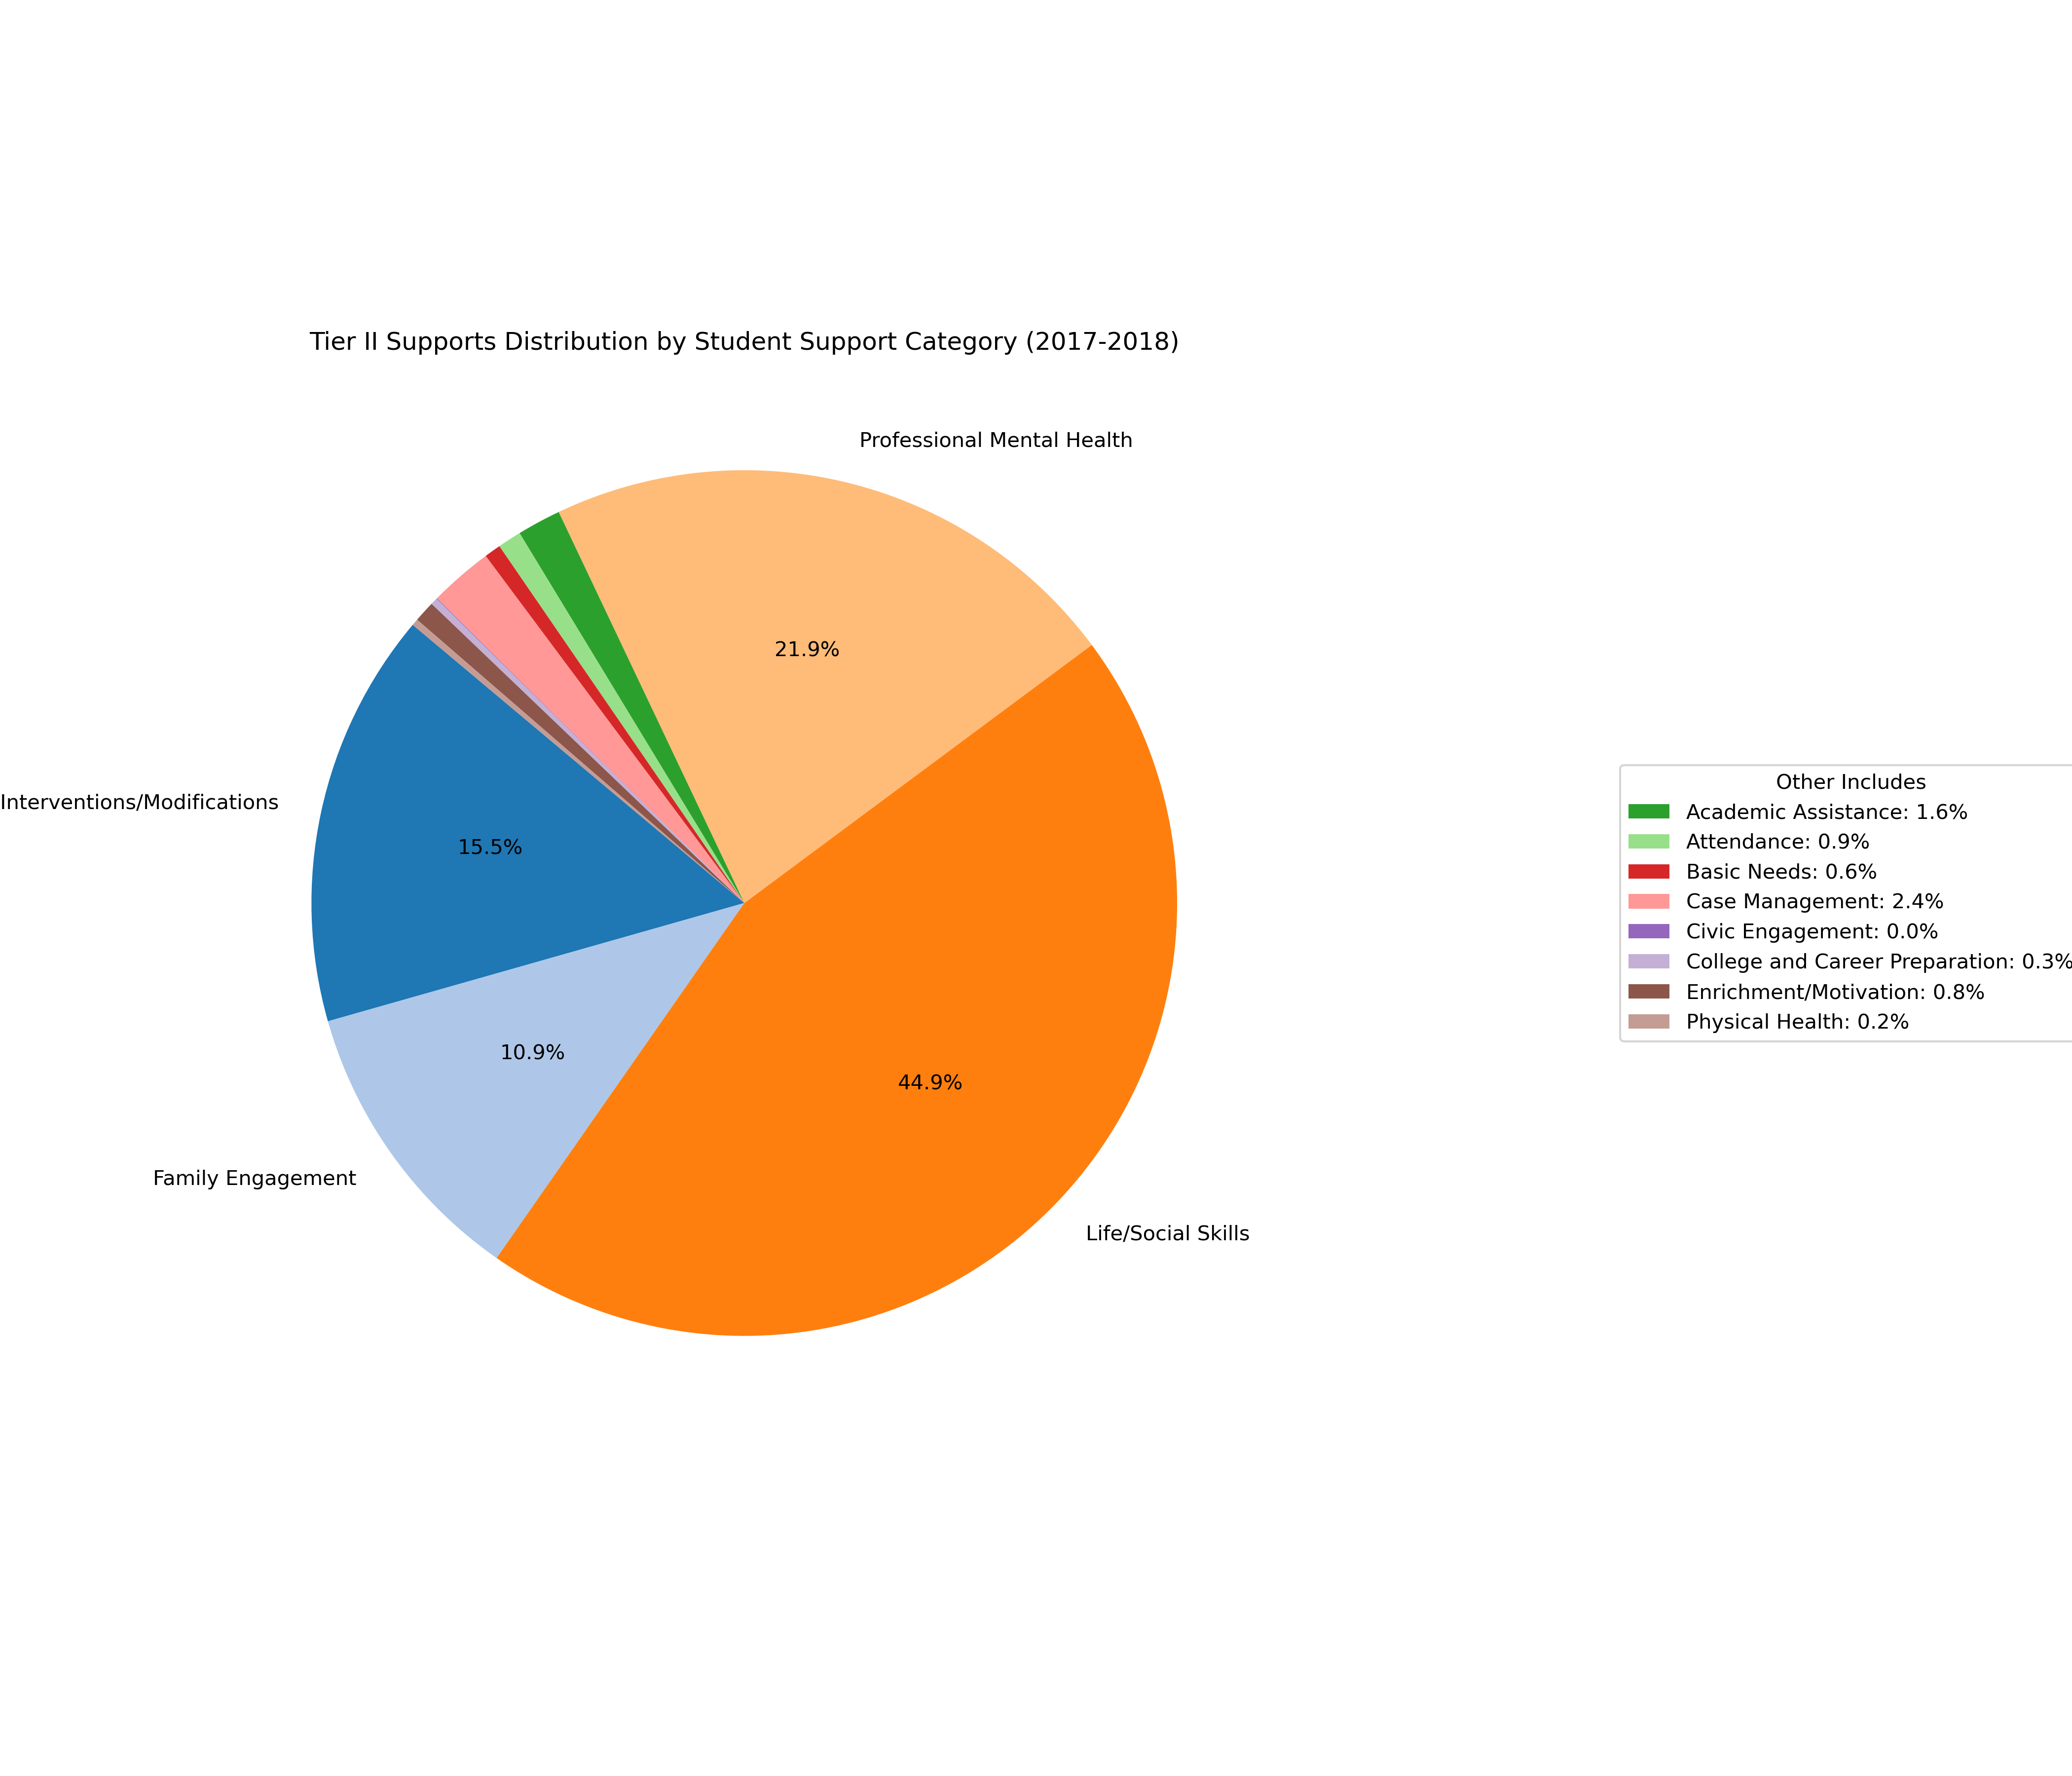 Tier II Supports Distribution by Student Support Category (2017-2018)
Professional Mental Health
21.9%
Interventions/Modifications
15.5%
10.9%
44.9%
Family Engagement
Life/Social Skills
Other Includes
Academic Assistance: 1.6%
Attendance: 0.9%
Basic Needs: 0.6%
Case Management: 2.4%
Civic Engagement: 0.0%
College and Career Preparation: 0.3%
Enrichment/Motivation: 0.8%
Physical Health: 0.2%